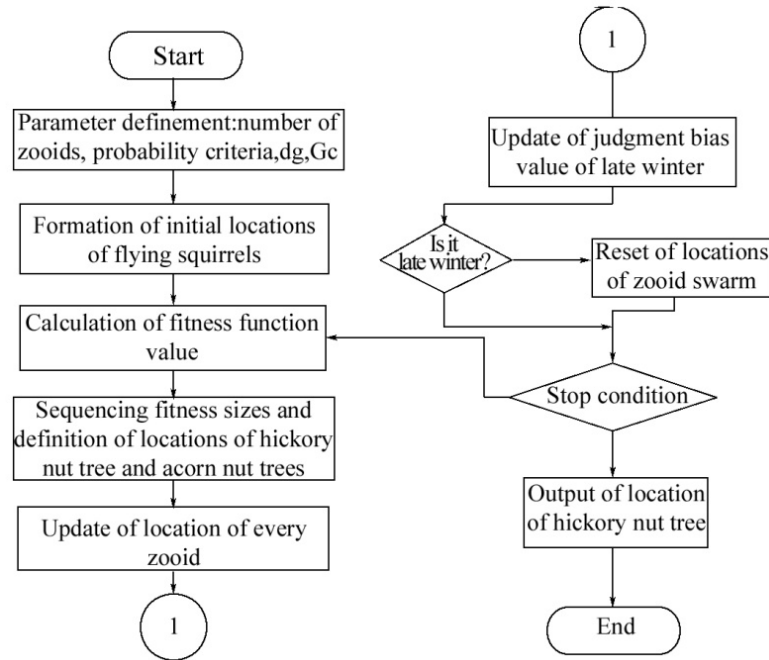 Start
Parameter definement:number of
zooids, probability criteria,dg,Gc
Formation of initial locations
of flying squirrels
Calculation of fitness function
value
Sequencing fitness sizes and
definition of locations of hickory
nut tree and acorn nut trees
Update of location of every
zooid
1
1
Update of judgment bias
value of late winter
Is it
late winter?
Reset of locations
of zooid swarm
Stop condition
Output of location
of hickory nut tree
End